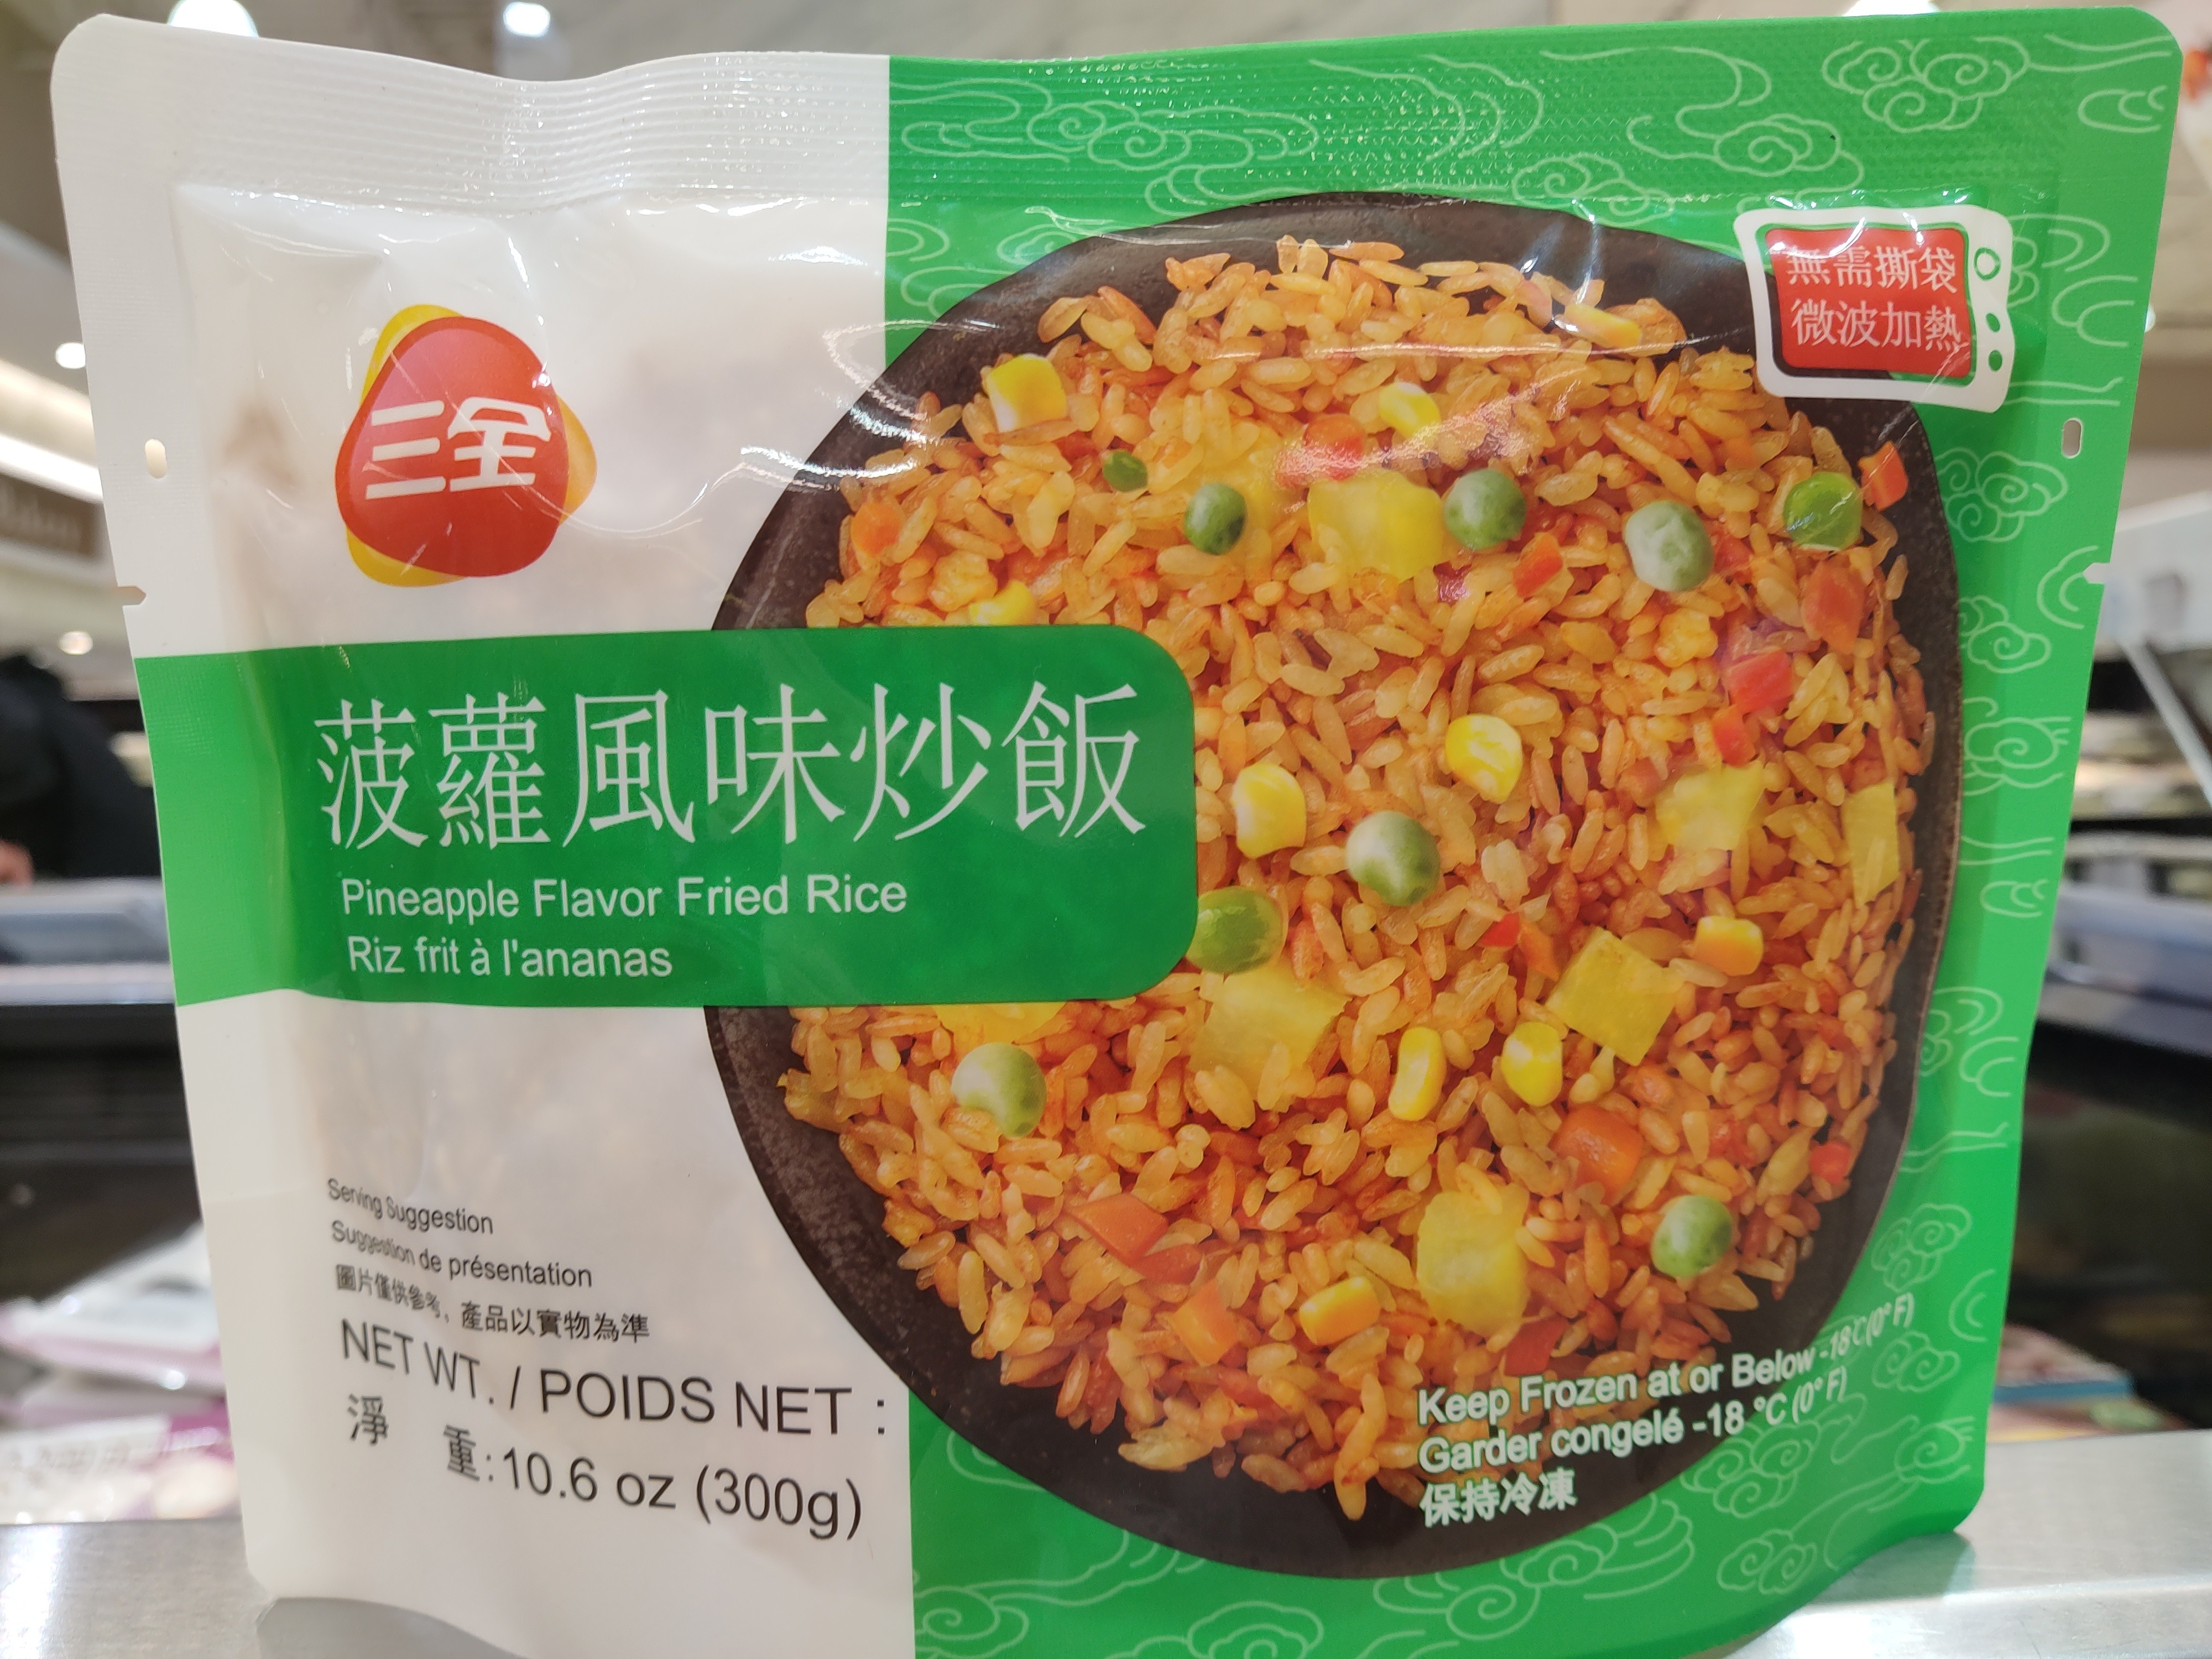 三全
無需撕袋
微波加熱
菠蘿風味炒飯
Pineapple Flavor Fried Rice
Riz frit à l'ananas
Serving Suggestion
Suggestion de présentation
圖片僅供參考，產品以實物為準
NET WT. / POIDS NET :
淨 重:10.6 oz (300g)
Keep Frozen at or Below -18°C (0° F)
Garder congelé -18 °C (0° F)
保持冷凍